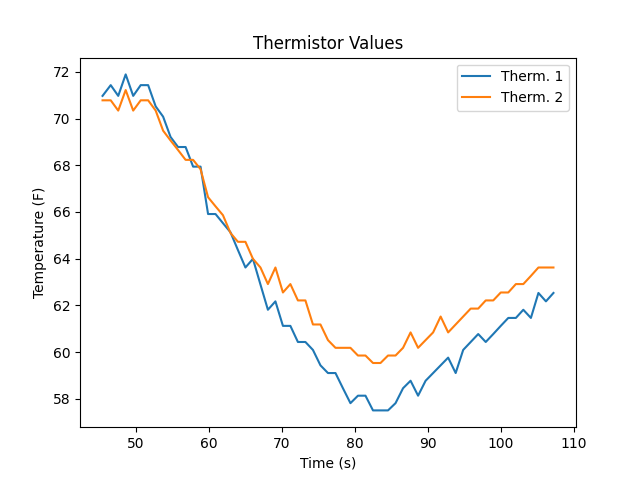 Thermistor Values
Therm. 1
Therm. 2
72
70
68
66
64
62
60
58
Temperature (F)
50 60 70 80 90 100 110
Time (s)